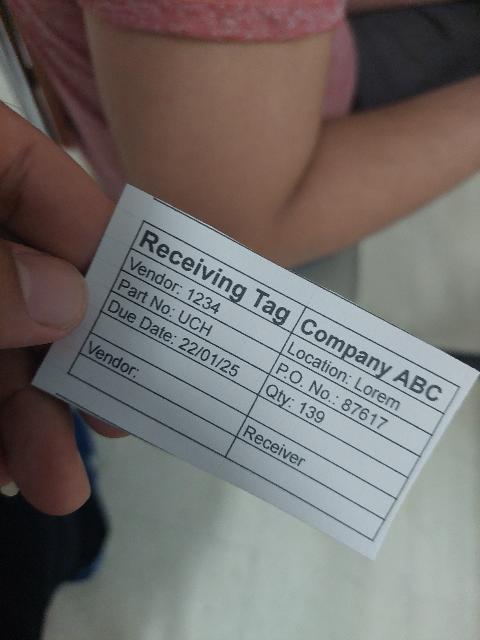 Receiving Tag
Company ABC
Vendor: 1234
Location: Lorem
Part No: UCH
P.O. No.: 87617
Due Date: 22/01/25
Qty: 139
Vendor:
Receiver